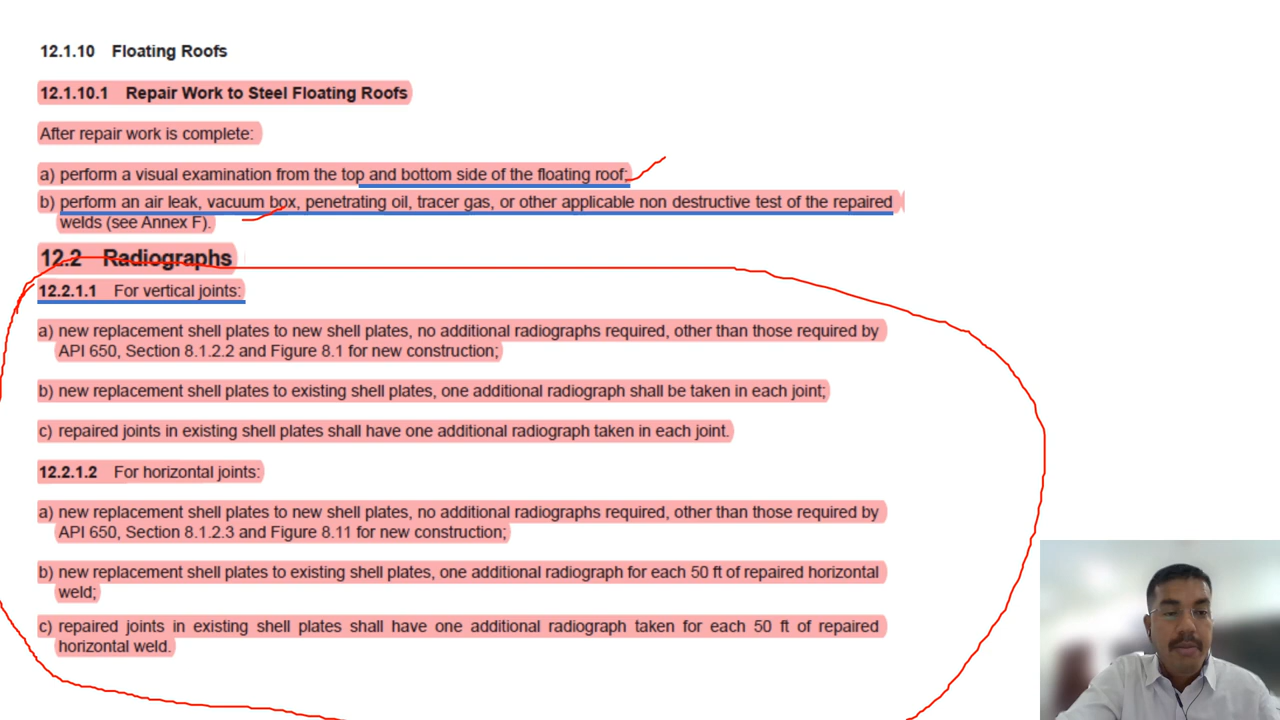 12.1.10 Floating Roofs
12.1.10.1 Repair Work to Steel Floating Roofs
After repair work is complete:
a) perform a visual examination from the top and bottom side of the floating roof;
b) perform an air leak, vacuum box, penetrating oil, tracer gas, or other applicable non destructive test of the repaired
welds (see Annex F).
12.2 Radiographs
12.2.1.1 For vertical joints:
a) new replacement shell plates to new shell plates, no additional radiographs required, other than those required by
API 650, Section 8.1.2.2 and Figure 8.1 for new construction;
b) new replacement shell plates to existing shell plates, one additional radiograph shall be taken in each joint;
c) repaired joints in existing shell plates shall have one additional radiograph taken in each joint.
12.2.1.2 For horizontal joints:
a) new replacement shell plates to new shell plates, no additional radiographs required, other than those required by
API 650, Section 8.1.2.3 and Figure 8.11 for new construction;
b) new replacement shell plates to existing shell plates, one additional radiograph for each 50 ft of repaired horizontal
weld;
c) repaired joints in existing shell plates shall have one additional radiograph taken for each 50 ft of repaired
horizontal weld.